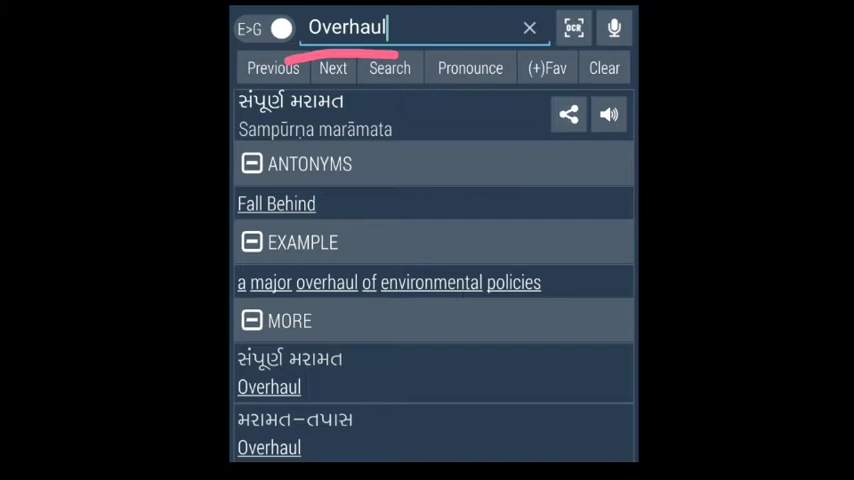 E>G Overhaul OCR
Previous Next Search Pronounce (+)Fav Clear
સંપૂર્ણ મરામત
Sampūrṇa marāmata
ANTONYMS
Fall Behind
EXAMPLE
a major overhaul of environmental policies
MORE
સંપૂર્ણ મરામત
Overhaul
મરામત-તપાસ
Overhaul